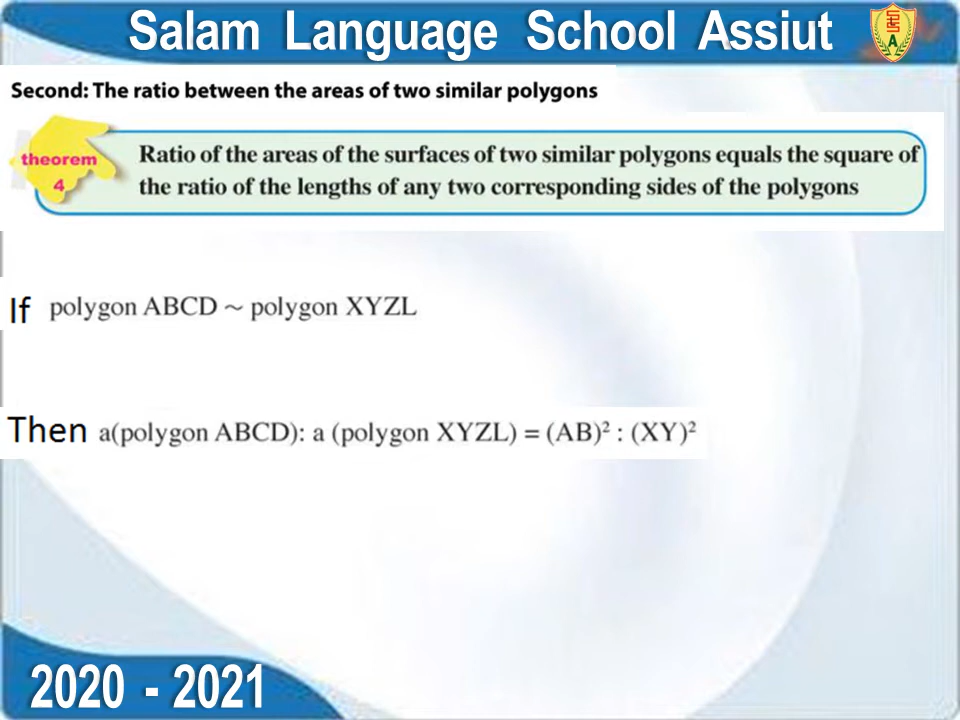 Salam Language School Assiut
Second: The ratio between the areas of two similar polygons
theorem
4
Ratio of the areas of the surfaces of two similar polygons equals the square of
the ratio of the lengths of any two corresponding sides of the polygons
If polygon ABCD ~ polygon XYZL
Then a(polygon ABCD): a (polygon XYZL) = (AB)² : (XY)²
2020 - 2021